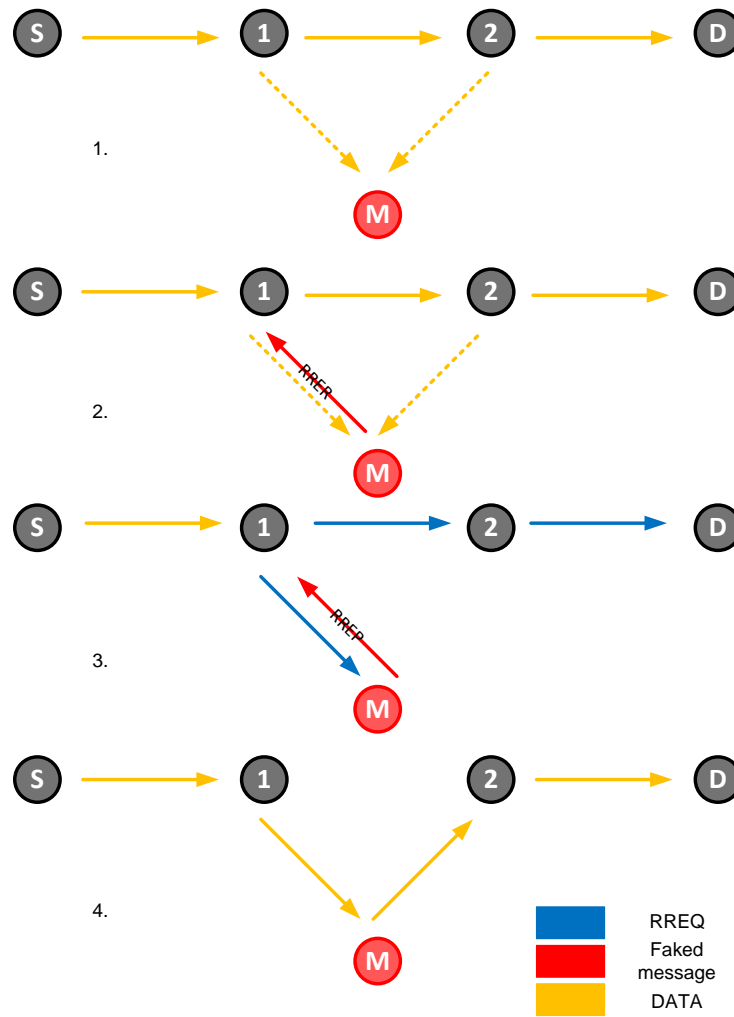 S 1 2 D
1.
M
S 1 2 D
RRER
2.
M
S 1 2 D
RREP
3.
M
S 1 2 D
4.
M
RREQ
Faked
message
DATA